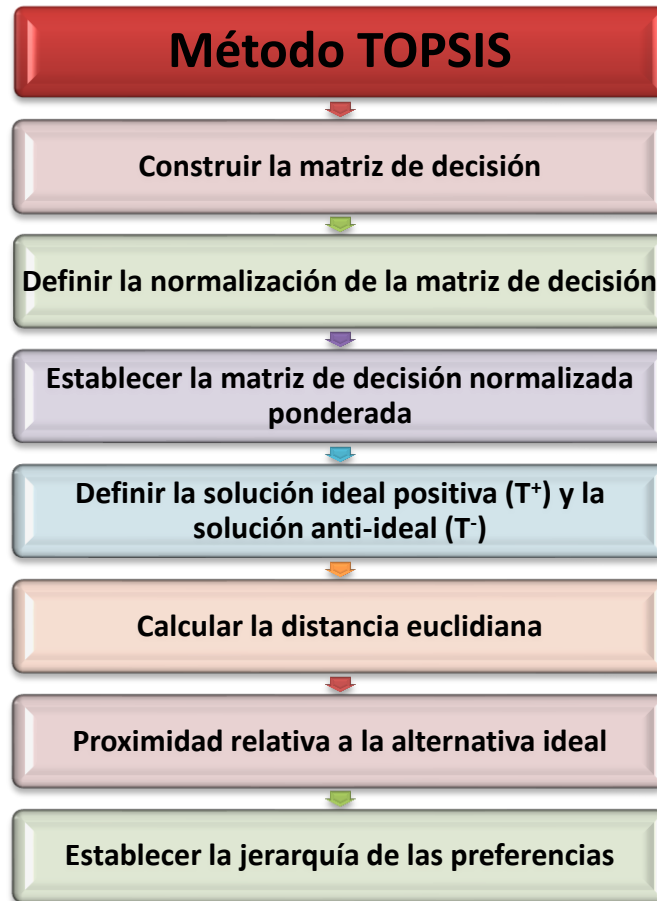 Método TOPSIS
Construir la matriz de decisión
Definir la normalización de la matriz de decisión
Establecer la matriz de decisión normalizada
ponderada
Definir la solución ideal positiva (T⁺) y la
solución anti-ideal (T⁻)
Calcular la distancia euclidiana
Proximidad relativa a la alternativa ideal
Establecer la jerarquía de las preferencias